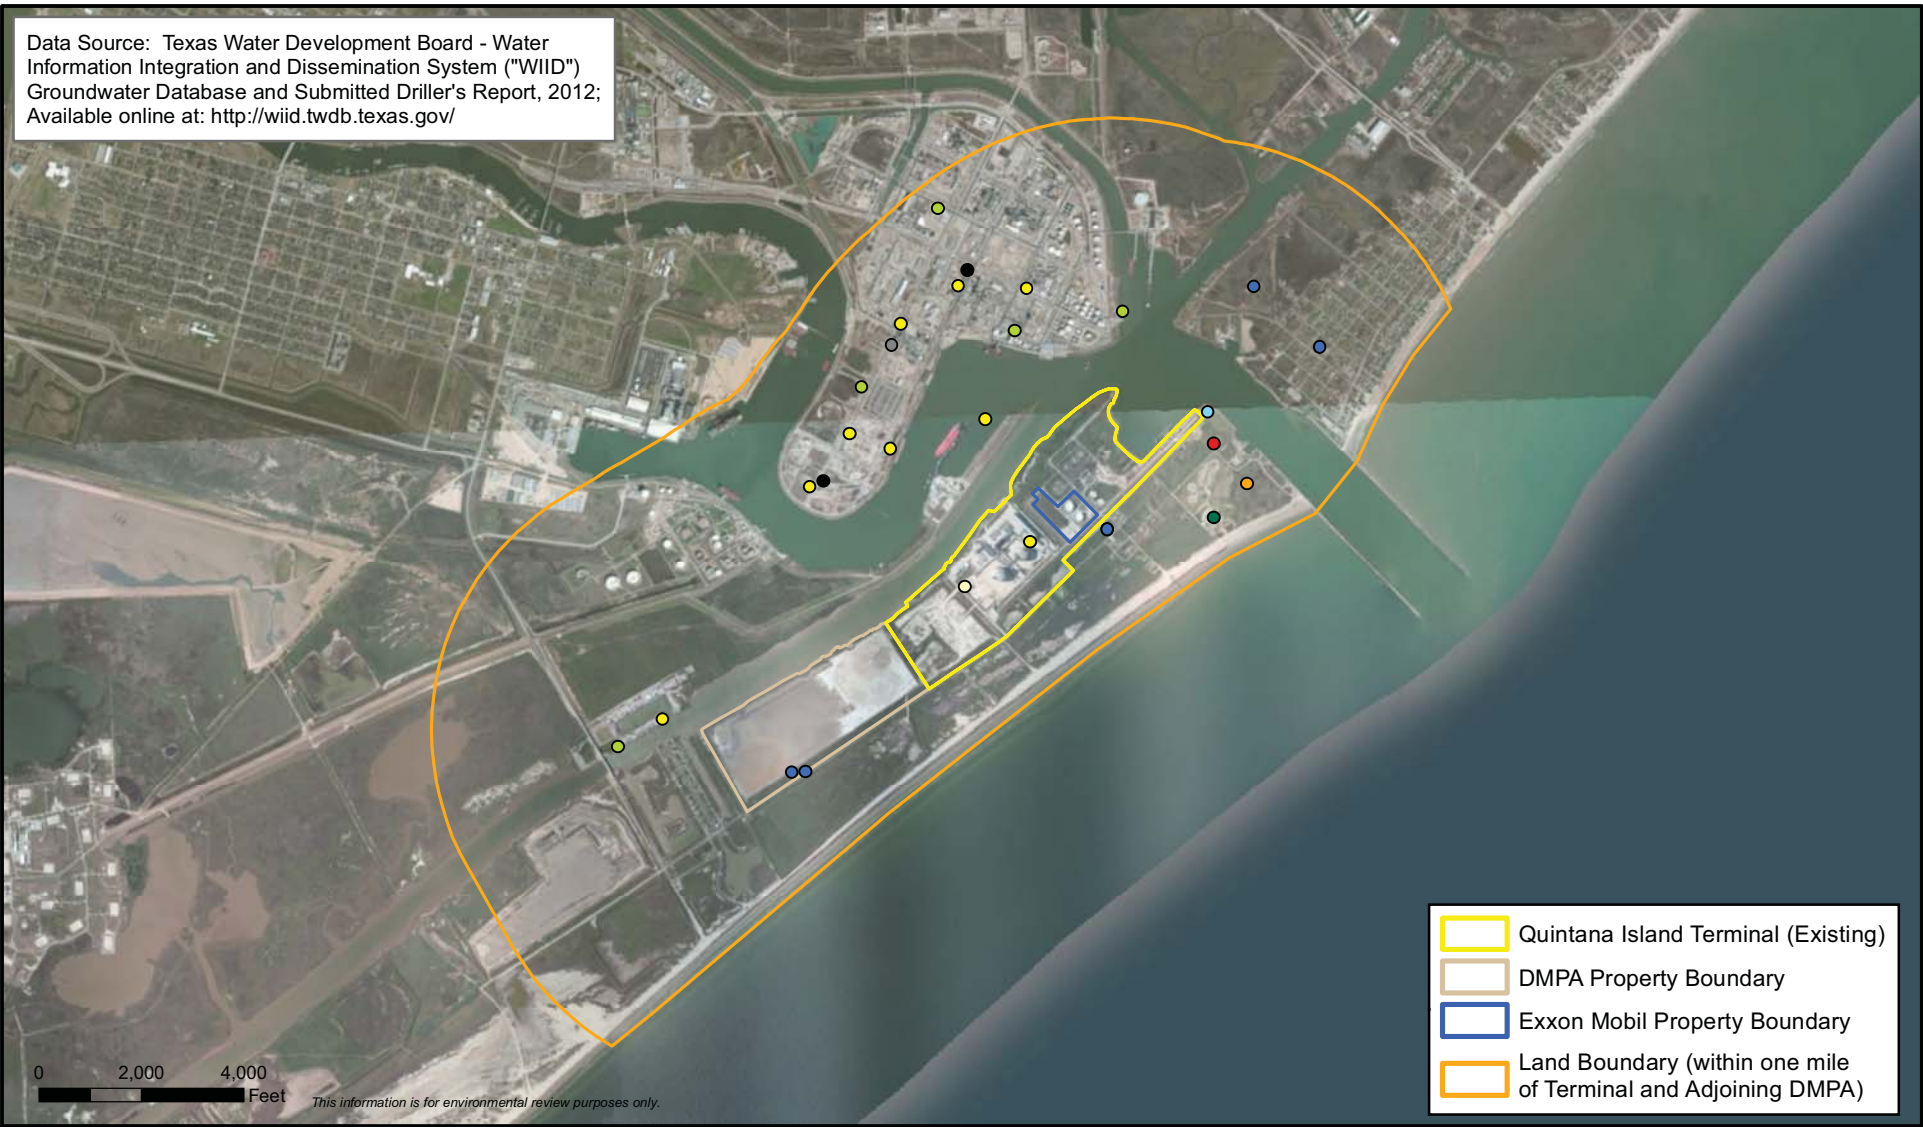 Data Source:  Texas Water Development Board - Water
Information Integration and Dissemination System ("WIID")
Groundwater Database and Submitted Driller's Report, 2012;
Available online at: http://wiid.twdb.texas.gov/
Quintana Island Terminal (Existing)
DMPA Property Boundary
Exxon Mobil Property Boundary
Land Boundary (within one mile
of Terminal and Adjoining DMPA)
0 2,000 4,000
Feet
This information is for environmental review purposes only.